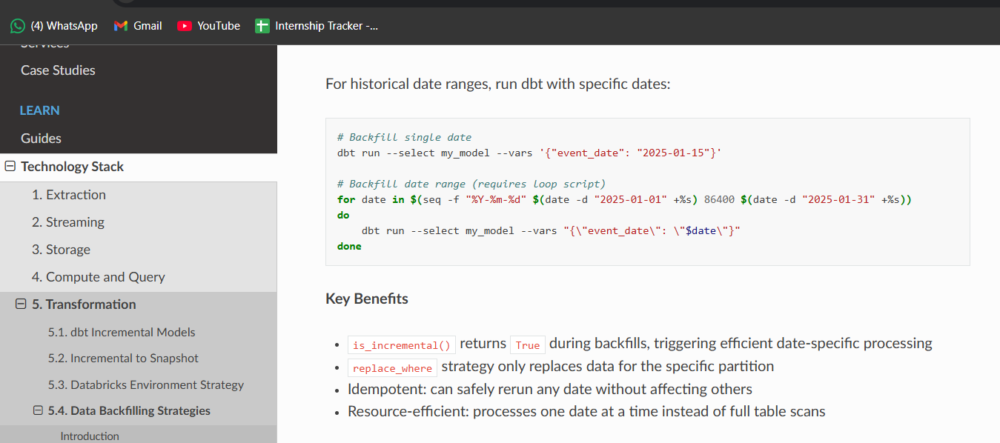 (4) WhatsApp Gmail YouTube Internship Tracker -...
Services
Case Studies
LEARN
Guides
Technology Stack
1. Extraction
2. Streaming
3. Storage
4. Compute and Query
5. Transformation
5.1. dbt Incremental Models
5.2. Incremental to Snapshot
5.3. Databricks Environment Strategy
5.4. Data Backfilling Strategies
Introduction
For historical date ranges, run dbt with specific dates:
# Backfill single date
dbt run --select my_model --vars '{"event_date": "2025-01-15"}'
# Backfill date range (requires loop script)
for date in $(seq -f "%Y-%m-%d" $(date -d "2025-01-01" +%s) 86400 $(date -d "2025-01-31" +%s))
do
    dbt run --select my_model --vars "{\"event_date\": \"$date\"}"
done
Key Benefits
• is_incremental() returns True during backfills, triggering efficient date-specific processing
• replace_where strategy only replaces data for the specific partition
• Idempotent: can safely rerun any date without affecting others
• Resource-efficient: processes one date at a time instead of full table scans